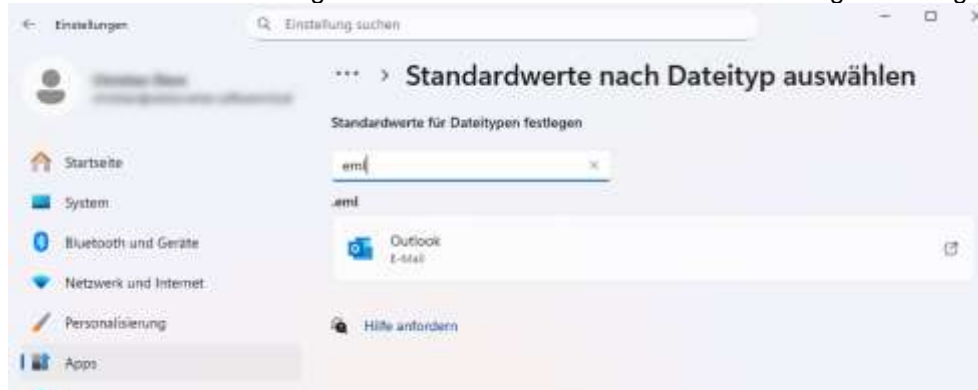 Einstellungen
Einstellung suchen
… > Standardwerte nach Dateityp auswählen
Standardwerte für Dateitypen festlegen
eml
.eml
Outlook
E-Mail
Startseite
System
Bluetooth und Geräte
Netzwerk und Internet
Personalisierung
Apps
Hilfe anfordern